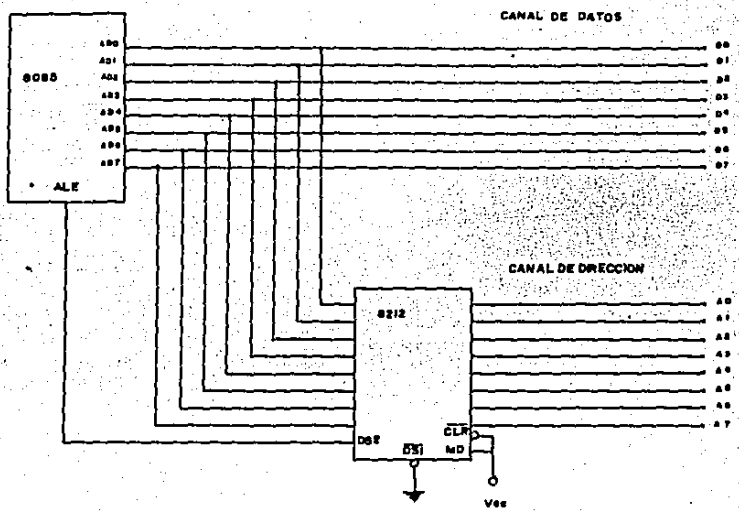 CANAL DE DATOS
8085
AD0
AD1
AD2
AD3
AD4
AD5
AD6
AD7
ALE
D0
D1
D2
D3
D4
D5
D6
D7
CANAL DE DIRECCION
8212
A0
A1
A2
A3
A4
A5
A6
A7
DS2
DS1
CLR
MD
Vcc